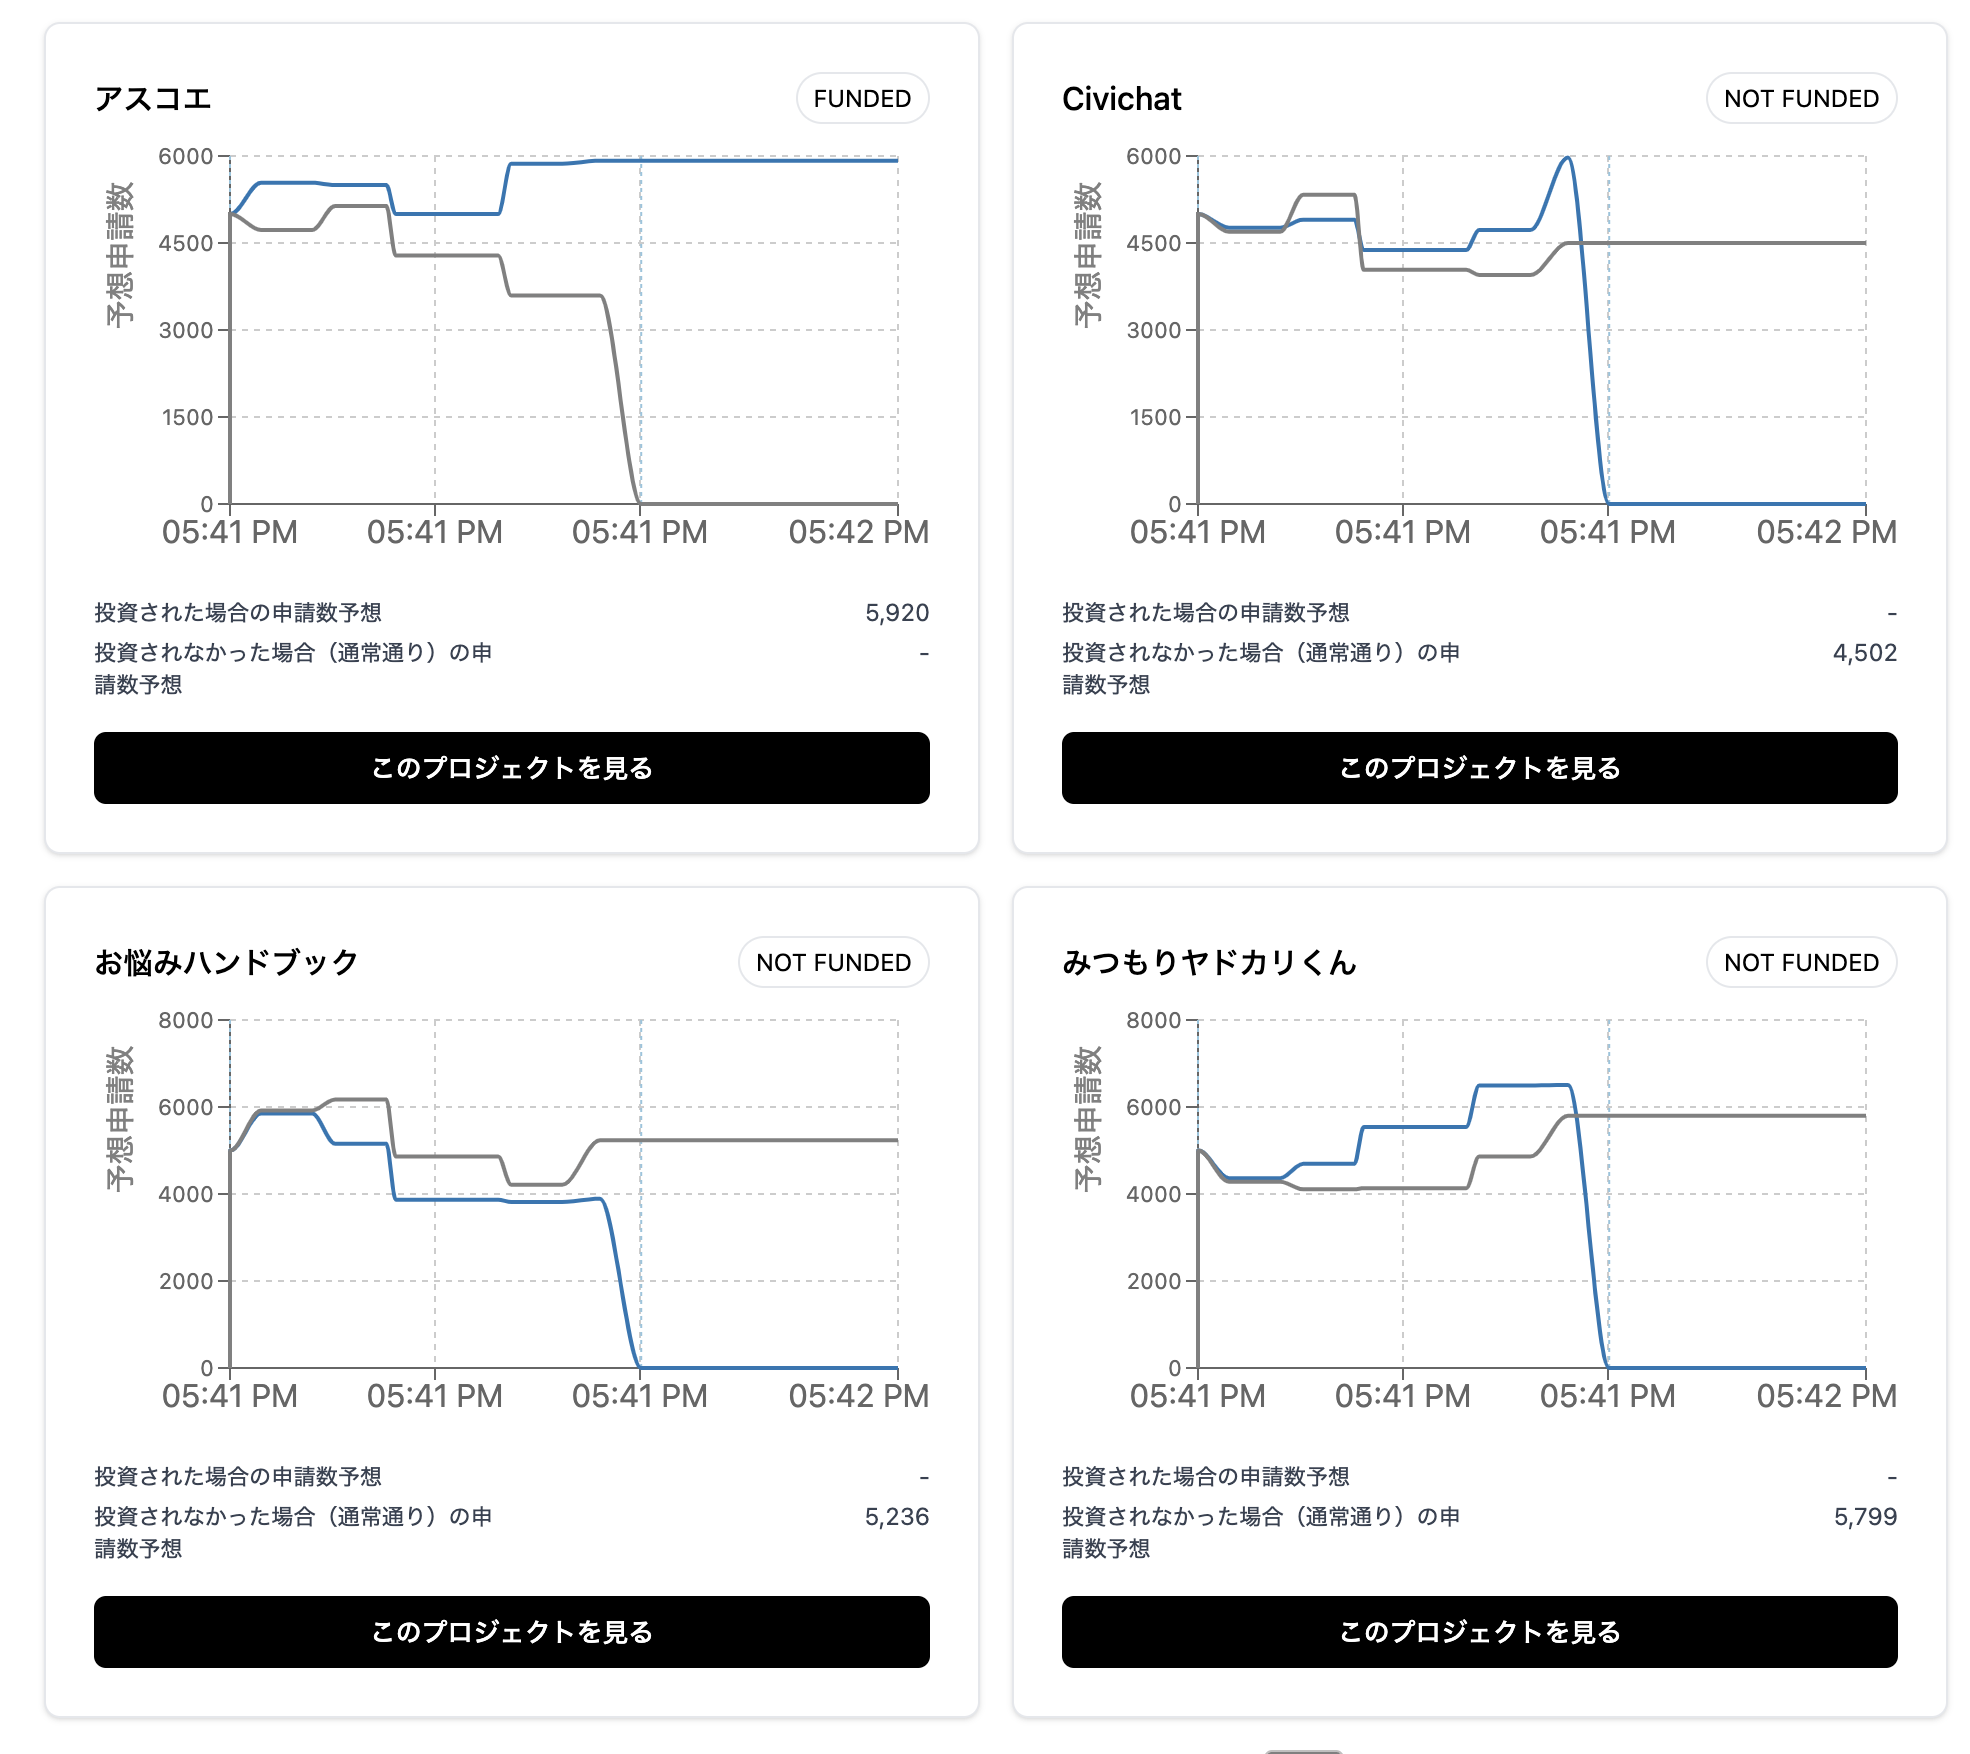 アスコエ
FUNDED
予想申請数
6000
4500
3000
1500
0
05:41 PM 05:41 PM 05:41 PM 05:42 PM
投資された場合の申請数予想 5,920
投資されなかった場合（通常通り）の申 -
請数予想
このプロジェクトを見る
Civichat
NOT FUNDED
予想申請数
6000
4500
3000
1500
0
05:41 PM 05:41 PM 05:41 PM 05:42 PM
投資された場合の申請数予想 -
投資されなかった場合（通常通り）の申 4,502
請数予想
このプロジェクトを見る
お悩みハンドブック
NOT FUNDED
予想申請数
8000
6000
4000
2000
0
05:41 PM 05:41 PM 05:41 PM 05:42 PM
投資された場合の申請数予想 -
投資されなかった場合（通常通り）の申 5,236
請数予想
このプロジェクトを見る
みつもりヤドカリくん
NOT FUNDED
予想申請数
8000
6000
4000
2000
0
05:41 PM 05:41 PM 05:41 PM 05:42 PM
投資された場合の申請数予想 -
投資されなかった場合（通常通り）の申 5,799
請数予想
このプロジェクトを見る